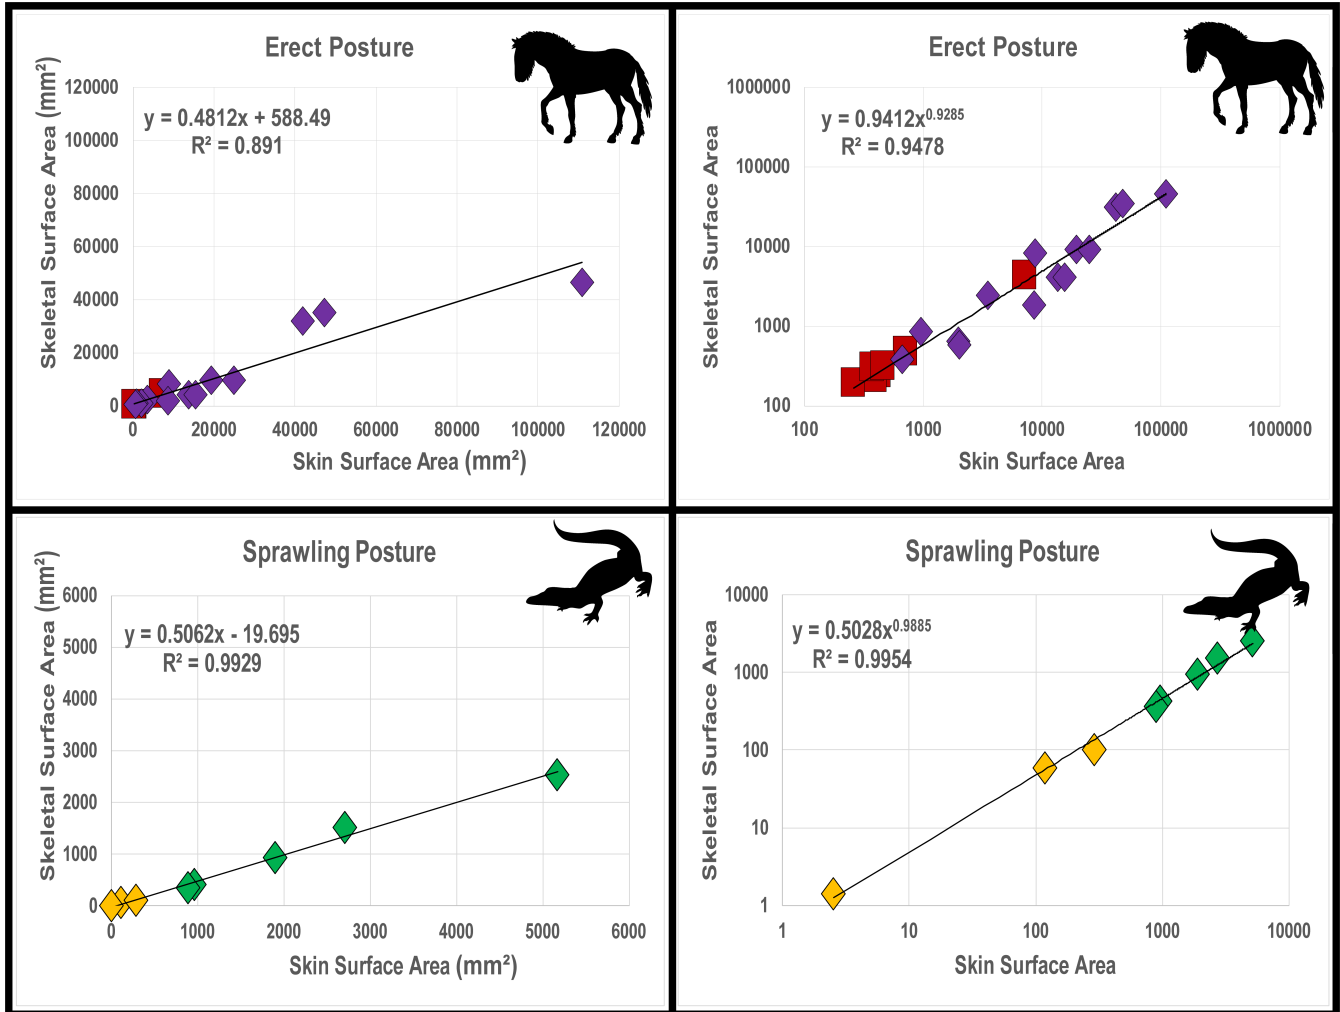 Erect Posture
Skeletal Surface Area (mm²)
y = 0.4812x + 588.49
R² = 0.891
120000
100000
80000
60000
40000
20000
0
0 20000 40000 60000 80000 100000 120000
Skin Surface Area (mm²)
Erect Posture
Skeletal Surface Area
y = 0.9412x^0.9285
R² = 0.9478
1000000
100000
10000
1000
100
100 1000 10000 100000 1000000
Skin Surface Area
Sprawling Posture
Skeletal Surface Area (mm²)
y = 0.5062x - 19.695
R² = 0.9929
6000
5000
4000
3000
2000
1000
0
0 1000 2000 3000 4000 5000 6000
Skin Surface Area (mm²)
Sprawling Posture
Skeletal Surface Area
y = 0.5028x^0.9885
R² = 0.9954
10000
1000
100
10
1
1 10 100 1000 10000
Skin Surface Area